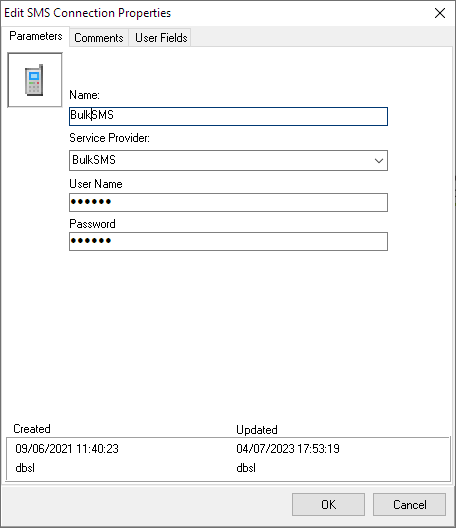 Edit SMS Connection Properties
Parameters Comments User Fields
Name:
BulkSMS
Service Provider:
BulkSMS
User Name
••••••
Password
••••••
Created Updated
09/06/2021 11:40:23 04/07/2023 17:53:19
dbsl dbsl
OK Cancel